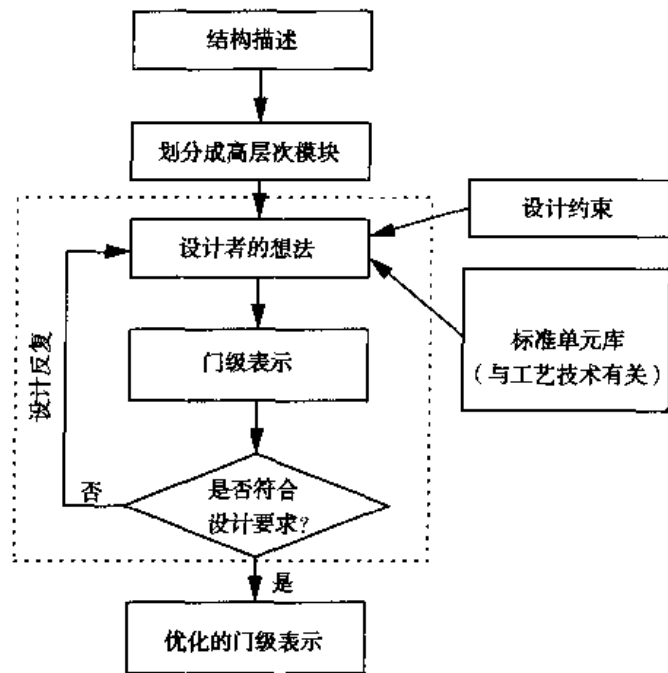 结构描述
划分成高层次模块
设计者的想法
设计约束
标准单元库
(与工艺技术有关)
门级表示
设计反复
否
是否符合
设计要求?
是
优化的门级表示